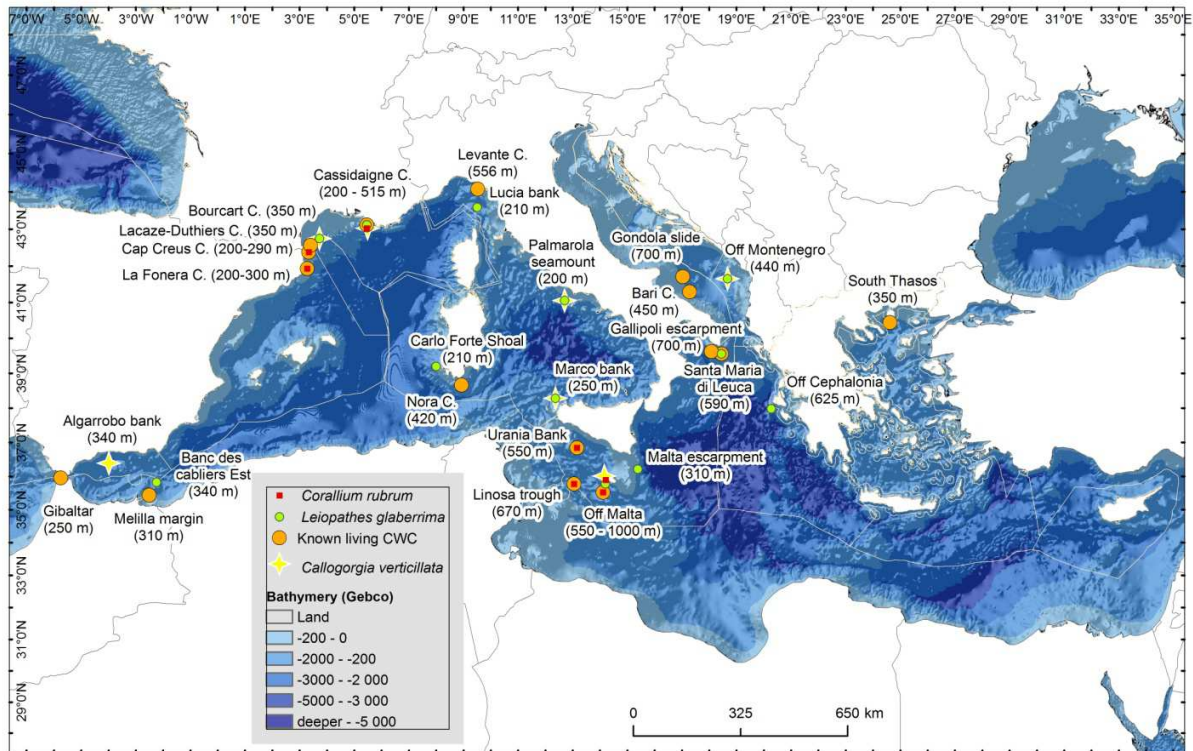 7°0'W 5°0'W 3°0'W 1°0'W 1°0'E 3°0'E 5°0'E 7°0'E 9°0'E 11°0'E 13°0'E 15°0'E 17°0'E 19°0'E 21°0'E 23°0'E 25°0'E 27°0'E 29°0'E 31°0'E 33°0'E 35°0'E
47°0'N
45°0'N
43°0'N
41°0'N
39°0'N
37°0'N
35°0'N
33°0'N
31°0'N
29°0'N
Levante C.
(556 m)
Cassidaigne C.
(200 - 515 m)
Lucia bank
(210 m)
Bourcart C. (350 m)
Lacaze-Duthiers C. (350 m)
Cap Creus C. (200-290 m)
La Fonera C. (200-300 m)
Palmarola
seamount
(200 m)
Gondola slide
(700 m)
Off Montenegro
(440 m)
Bari C.
(450 m)
South Thasos
(350 m)
Gallipoli escarpment
(700 m)
Carlo Forte Shoal
(210 m)
Marco bank
(250 m)
Santa Maria
di Leuca
(590 m)
Off Cephalonia
(625 m)
Nora C.
(420 m)
Algarrobo bank
(340 m)
Urania Bank
(550 m)
Malta escarpment
(310 m)
Banc des
cabliers Est
(340 m)
Linosa trough
(670 m)
Off Malta
(550 - 1000 m)
Gibaltar
(250 m)
Melilla margin
(310 m)
Corallium rubrum
Leiopathes glaberrima
Known living CWC
Callogorgia verticillata
Bathymery (Gebco)
Land
-200 - 0
-2000 - -200
-3000 - -2 000
-5000 - -3 000
deeper - -5 000
0 325 650 km